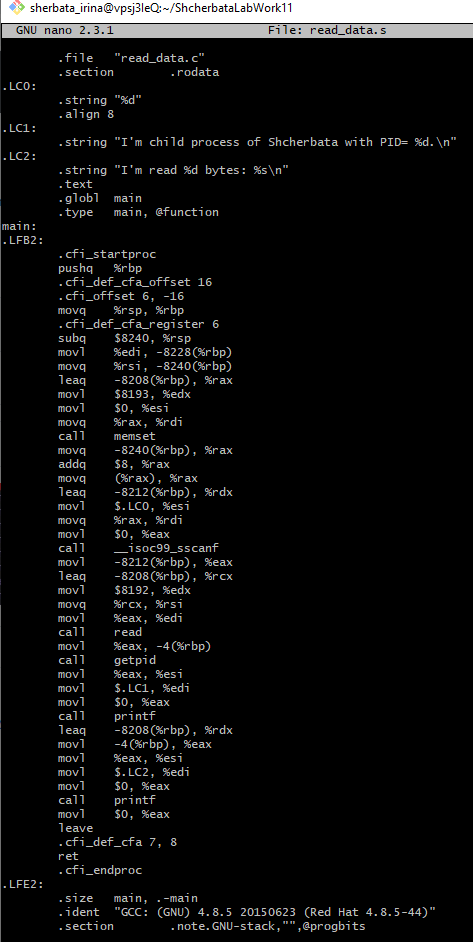 sherbata_irina@vpsj3IeQ:~/ShcherbataLabWork11
GNU nano 2.3.1 File: read_data.s
.file "read_data.c"
.section .rodata
.LC0:
.string "%d"
.align 8
.LC1:
.string "I'm child process of Shcherbata with PID= %d.\n"
.LC2:
.string "I'm read %d bytes: %s\n"
.text
.globl main
.type main, @function
main:
.LFB2:
.cfi_startproc
pushq %rbp
.cfi_def_cfa_offset 16
.cfi_offset 6, -16
movq %rsp, %rbp
.cfi_def_cfa_register 6
subq $8240, %rsp
movl %edi, -8228(%rbp)
movq %rsi, -8240(%rbp)
leaq -8208(%rbp), %rax
movl $8193, %edx
movl $0, %esi
movq %rax, %rdi
call memset
movq -8240(%rbp), %rax
addq $8, %rax
movq (%rax), %rax
leaq -8212(%rbp), %rdx
movl $.LC0, %esi
movq %rax, %rdi
movl $0, %eax
call __isoc99_sscanf
movl -8212(%rbp), %eax
leaq -8208(%rbp), %rcx
movl $8192, %edx
movq %rcx, %rsi
movl %eax, %edi
call read
movl %eax, -4(%rbp)
call getpid
movl %eax, %esi
movl $.LC1, %edi
movl $0, %eax
call printf
leaq -8208(%rbp), %rdx
movl -4(%rbp), %eax
movl %eax, %esi
movl $.LC2, %edi
movl $0, %eax
call printf
movl $0, %eax
leave
.cfi_def_cfa 7, 8
ret
.cfi_endproc
.LFE2:
.size main, .-main
.ident "GCC: (GNU) 4.8.5 20150623 (Red Hat 4.8.5-44)"
.section .note.GNU-stack,"",@progbits